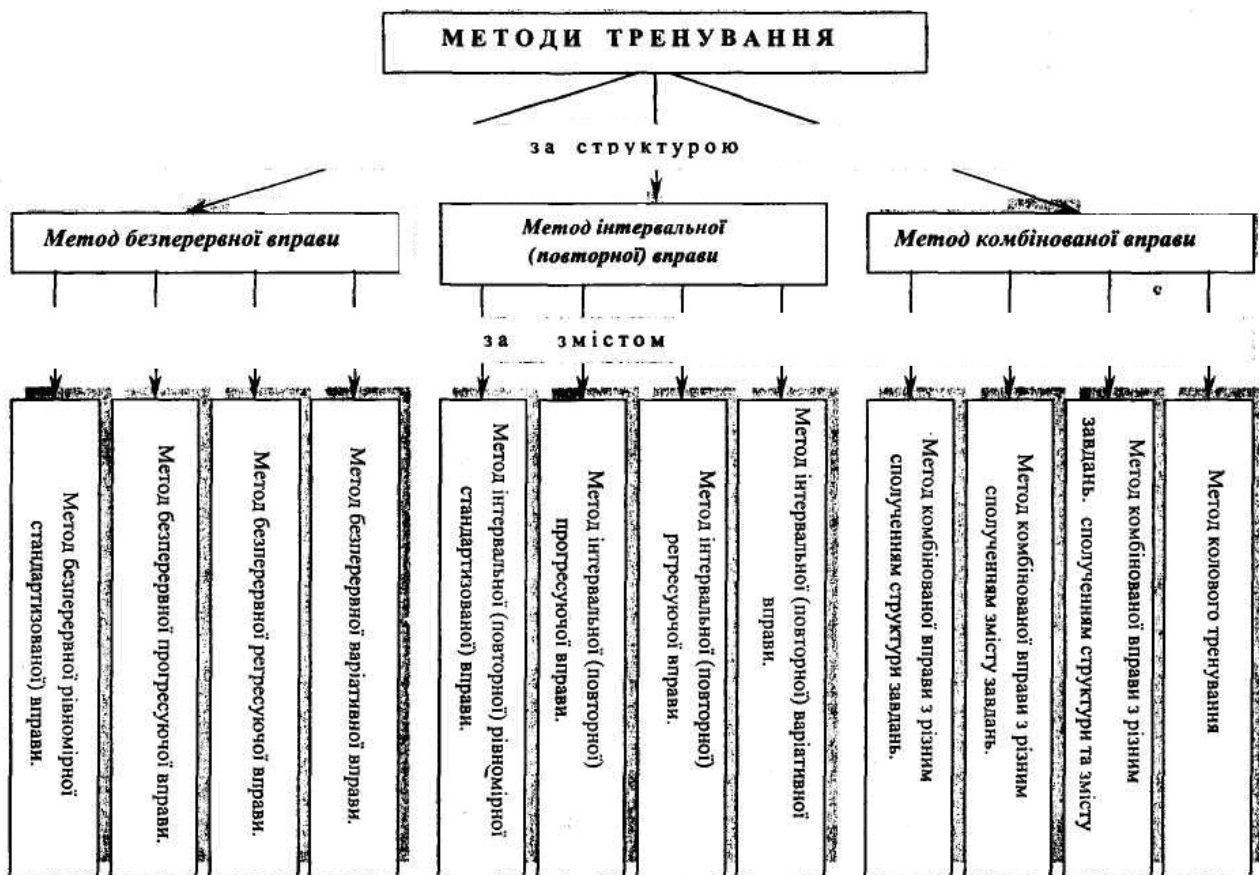 МЕТОДИ ТРЕНУВАННЯ
за структурою
Метод безперервної вправи
Метод інтервальної
(повторної) вправи
Метод комбінованої вправи
за змістом
Метод безперервної рівномірної
стандартизованої) вправи.
Метод безперервної прогресуючої вправи.
Метод безперервної регресуючої вправи.
Метод безперервної варіативної вправи.
Метод інтервальної (повторної) рівномірної
стандартизованої) вправи.
Метод інтервальної (повторної)
прогресуючої вправи.
Метод інтервальної (повторної)
регресуючої вправи.
Метод інтервальної (повторної) варіативної
вправи.
Метод комбінованої вправи з різним
сполученням структури завдань.
Метод комбінованої вправи з різним
сполученням змісту завдань.
Метод комбінованої вправи з різним
сполученням структури та змісту
завдань.
Метод колового тренування